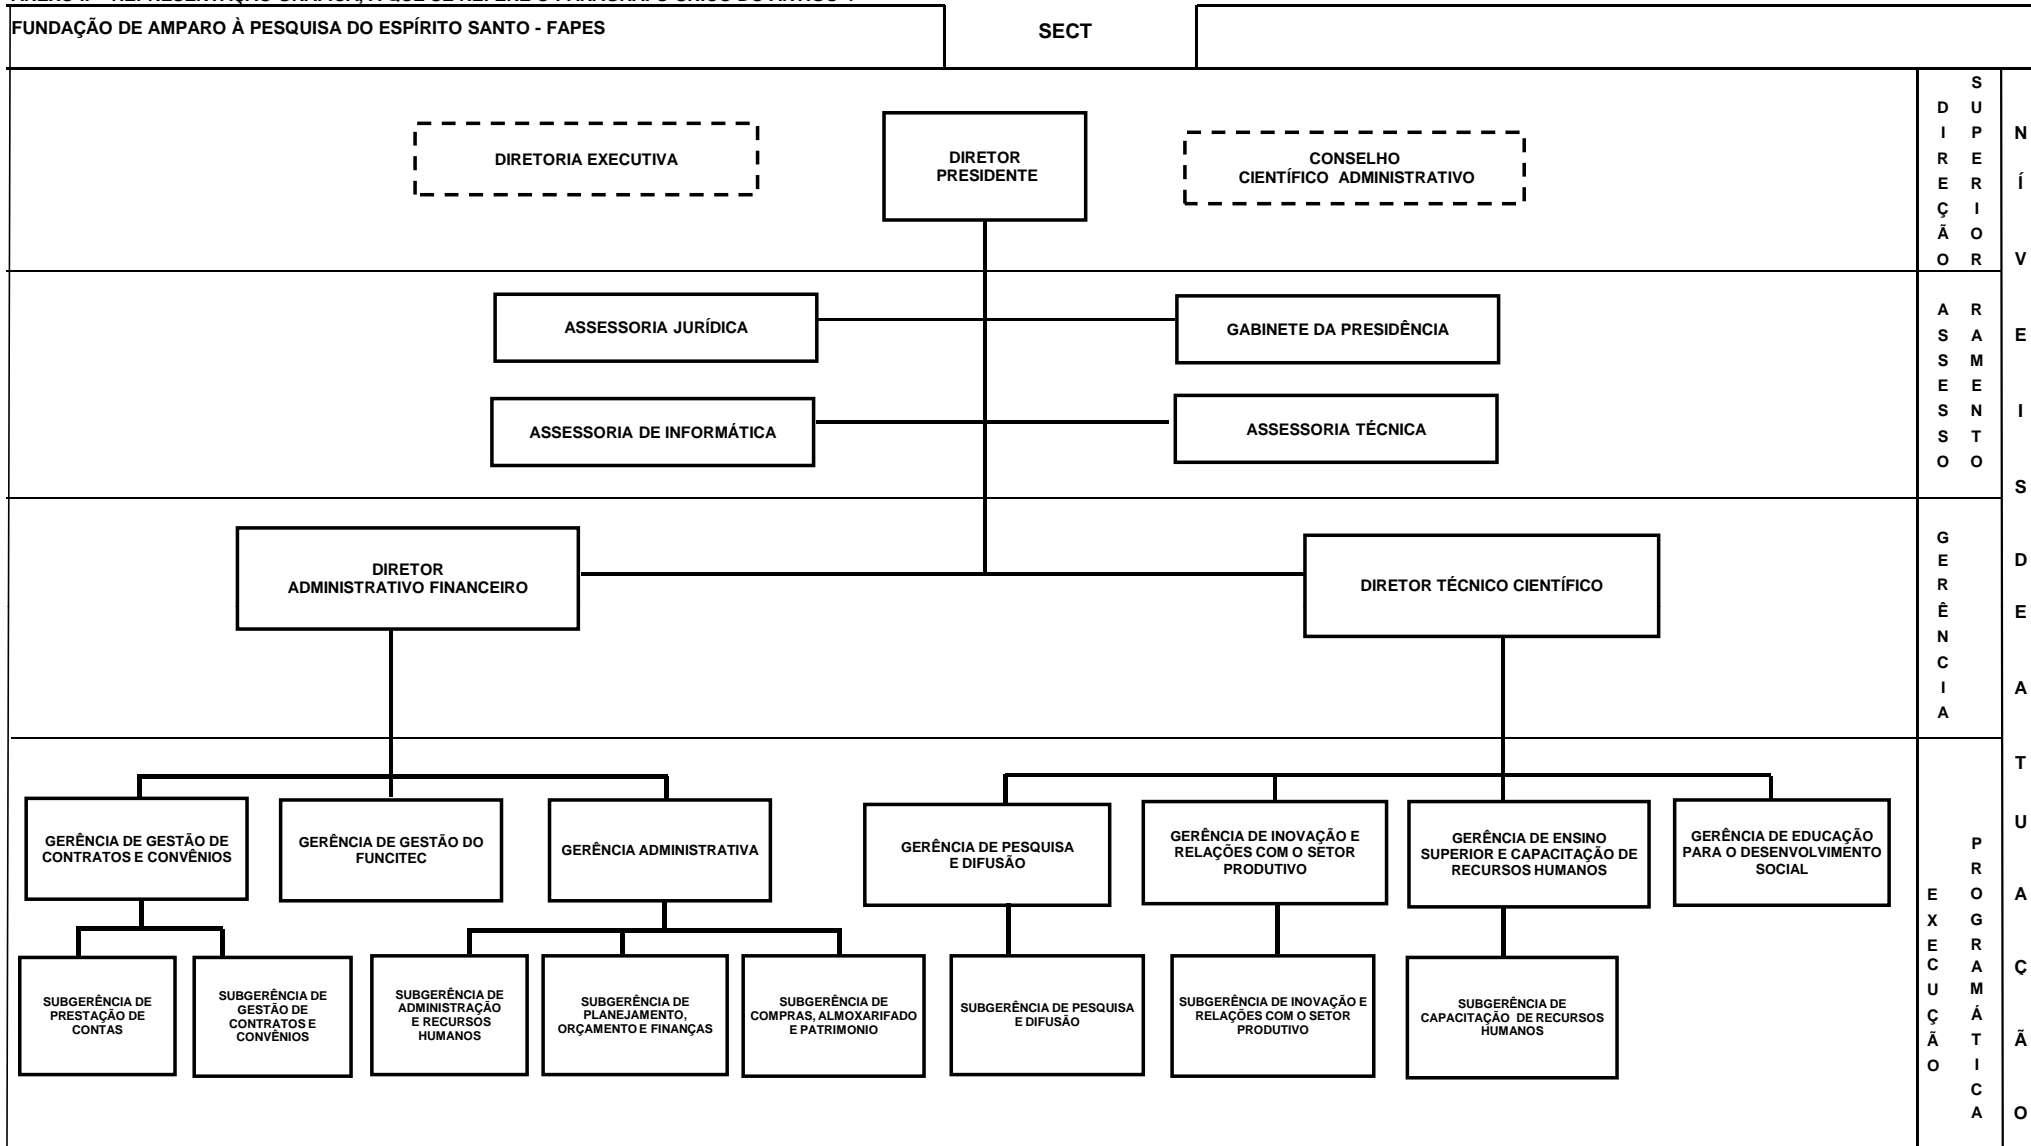 FUNDAÇÃO DE AMPARO À PESQUISA DO ESPÍRITO SANTO - FAPES
SECT
DIRETORIA EXECUTIVA
DIRETOR
PRESIDENTE
CONSELHO
CIENTÍFICO ADMINISTRATIVO
DIREÇÃO
SUPERIOR
ASSESSORIA JURÍDICA
GABINETE DA PRESIDÊNCIA
ASSESSORIA DE INFORMÁTICA
ASSESSORIA TÉCNICA
ASSESSO
RAMENTO
DIRETOR
ADMINISTRATIVO FINANCEIRO
DIRETOR TÉCNICO CIENTÍFICO
GERÊNCIA
GERÊNCIA DE GESTÃO DE
CONTRATOS E CONVÊNIOS
GERÊNCIA DE GESTÃO DO
FUNCITEC
GERÊNCIA ADMINISTRATIVA
GERÊNCIA DE PESQUISA
E DIFUSÃO
GERÊNCIA DE INOVAÇÃO E
RELAÇÕES COM O SETOR
PRODUTIVO
GERÊNCIA DE ENSINO
SUPERIOR E CAPACITAÇÃO DE
RECURSOS HUMANOS
GERÊNCIA DE EDUCAÇÃO
PARA O DESENVOLVIMENTO
SOCIAL
SUBGERÊNCIA DE
PRESTAÇÃO DE
CONTAS
SUBGERÊNCIA DE
GESTÃO DE
CONTRATOS E
CONVÊNIOS
SUBGERÊNCIA DE
ADMINISTRAÇÃO
E RECURSOS
HUMANOS
SUBGERÊNCIA DE
PLANEJAMENTO,
ORÇAMENTO E FINANÇAS
SUBGERÊNCIA DE
COMPRAS, ALMOXARIFADO
E PATRIMONIO
SUBGERÊNCIA DE PESQUISA
E DIFUSÃO
SUBGERÊNCIA DE INOVAÇÃO E
RELAÇÕES COM O SETOR
PRODUTIVO
SUBGERÊNCIA DE
CAPACITAÇÃO DE RECURSOS
HUMANOS
EXECUÇÃO
PROGRAMÁTICA
NÍVEIS DE ATUAÇÃO